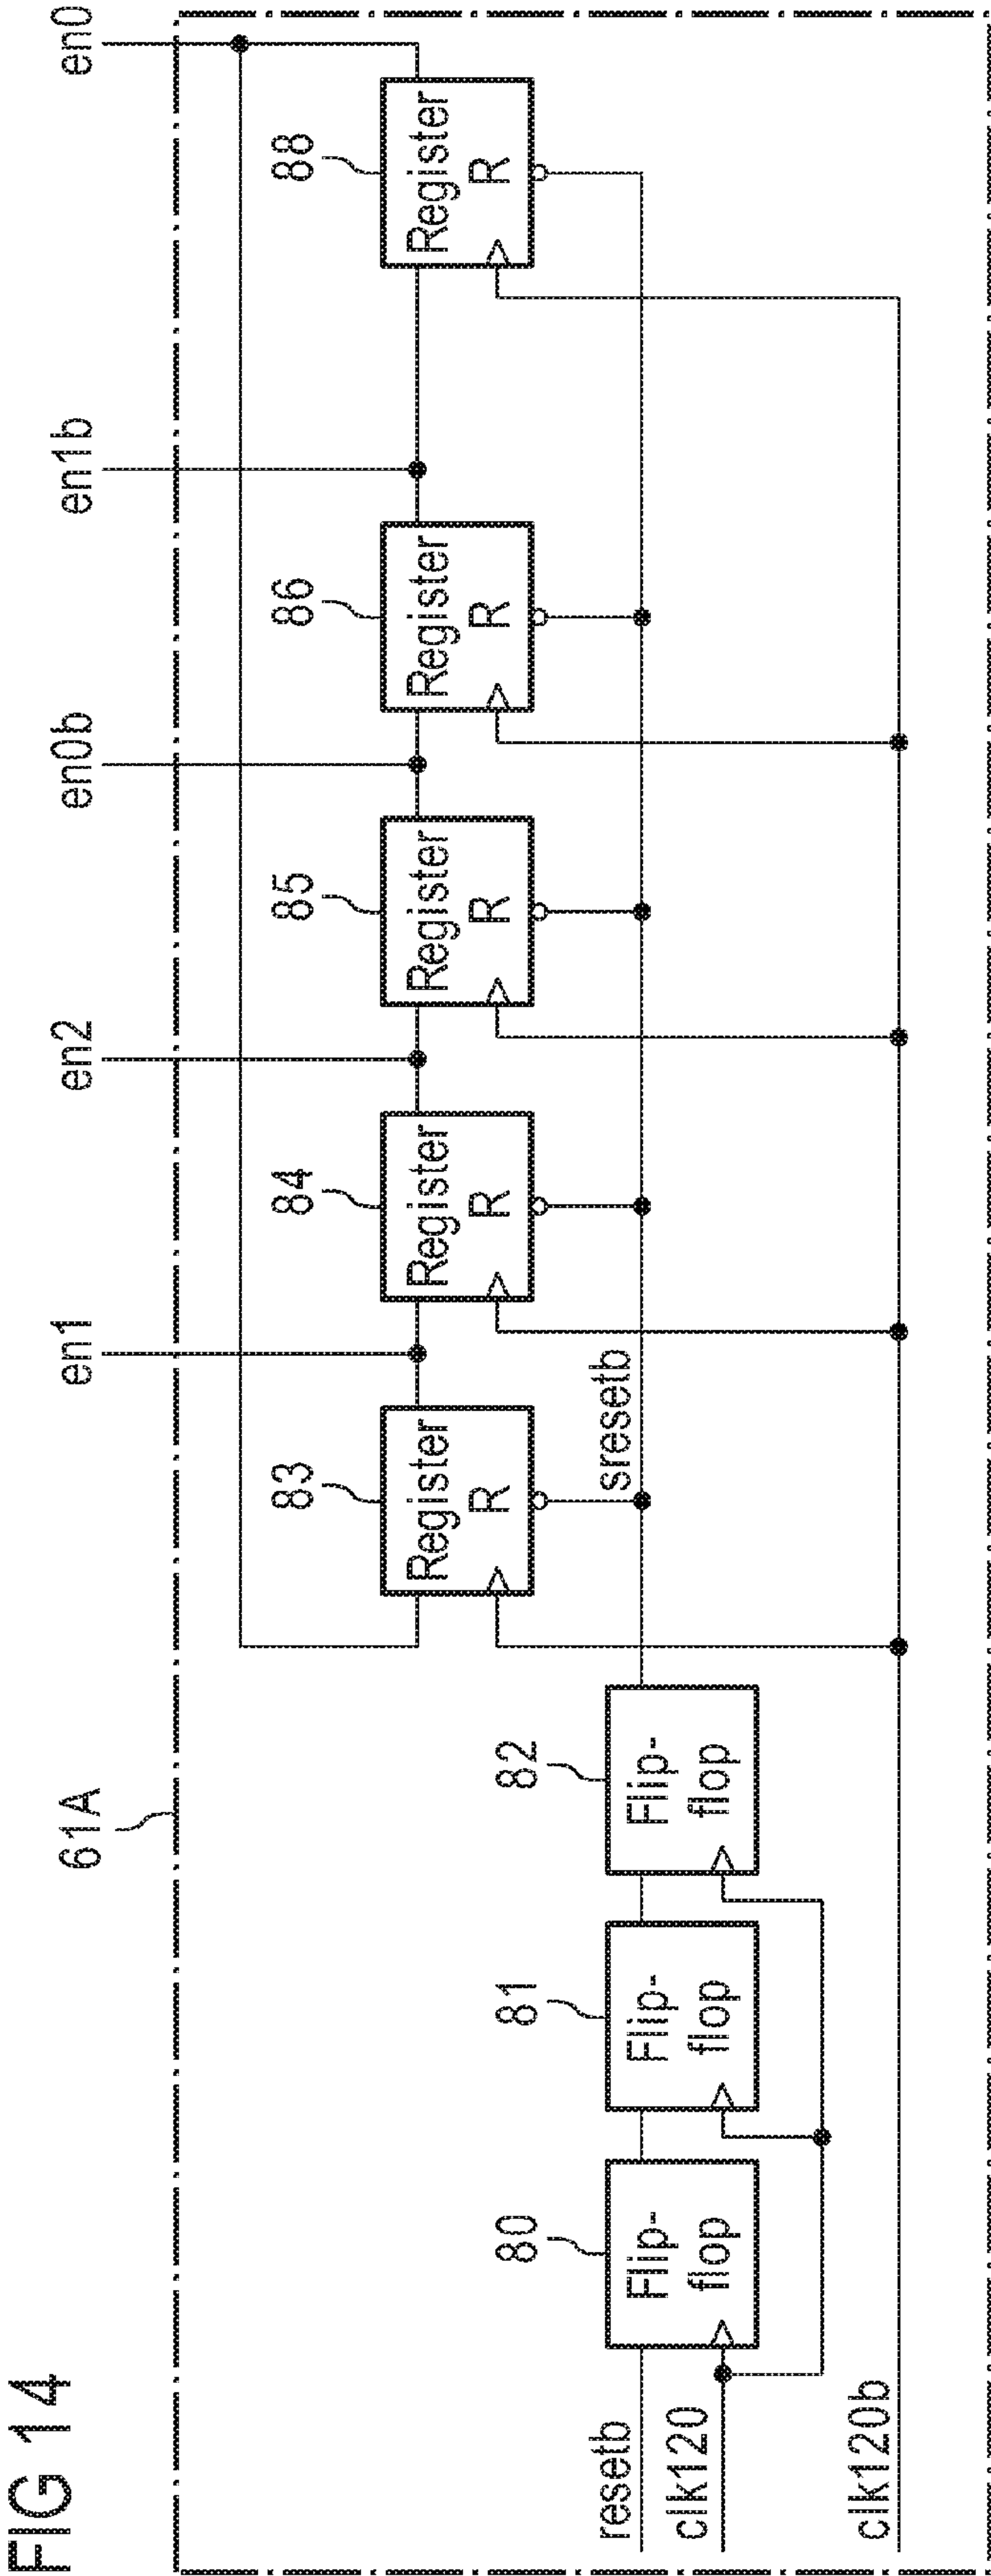 FIG 14
61A
en1
en2
en0b
en1b
en0
83
84
85
86
88
Register
R
Register
R
Register
R
Register
R
Register
R
80
81
82
sresetb
resetb
Flip-
flop
Flip-
flop
Flip-
flop
clk120
clk120b